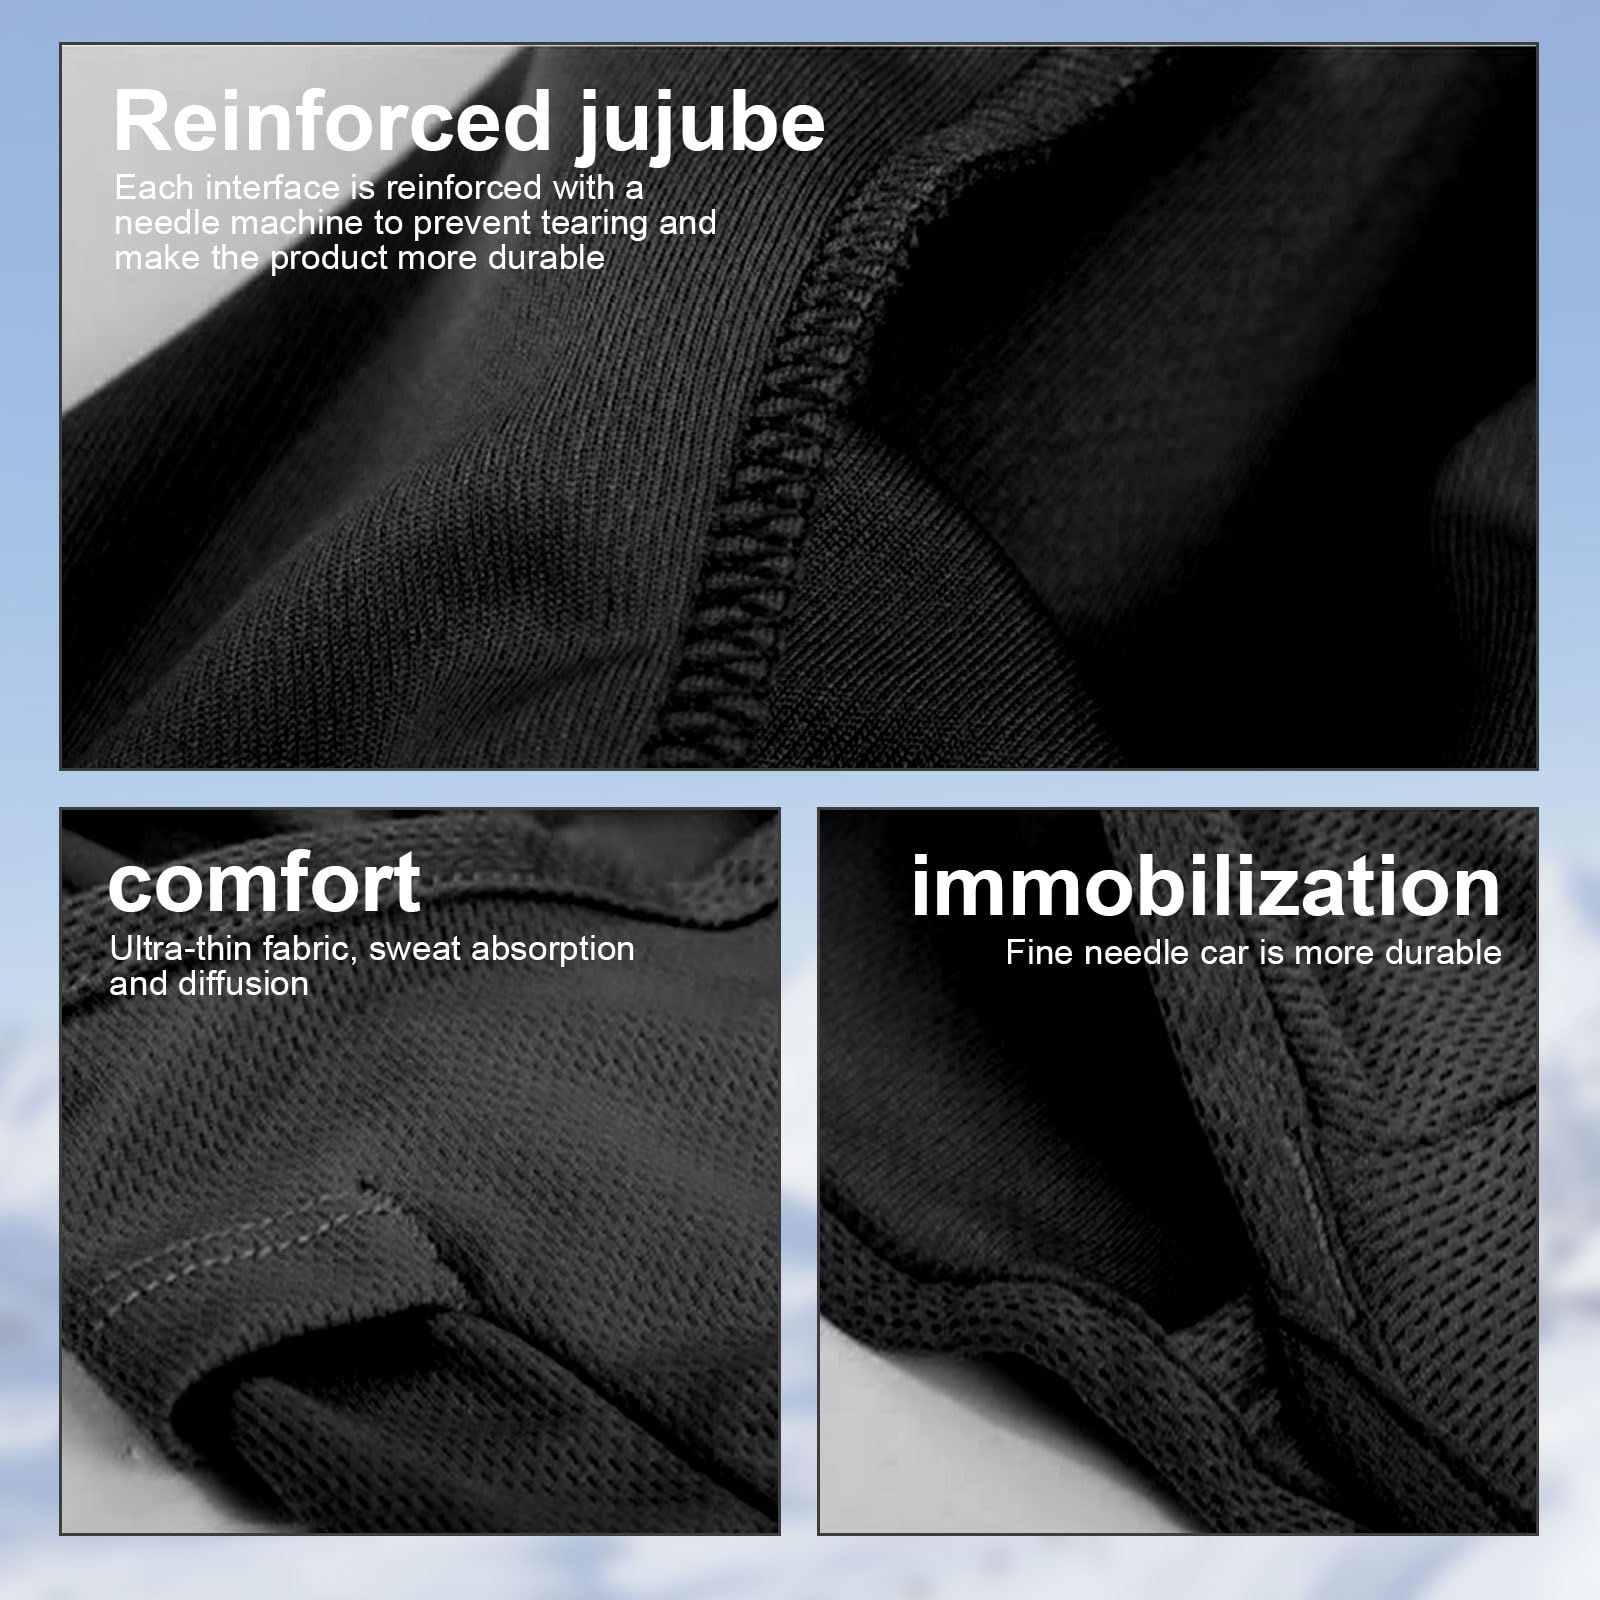 Reinforced jujube
Each interface is reinforced with a
needle machine to prevent tearing and
make the product more durable
comfort
Ultra-thin fabric, sweat absorption
and diffusion
immobilization
Fine needle car is more durable